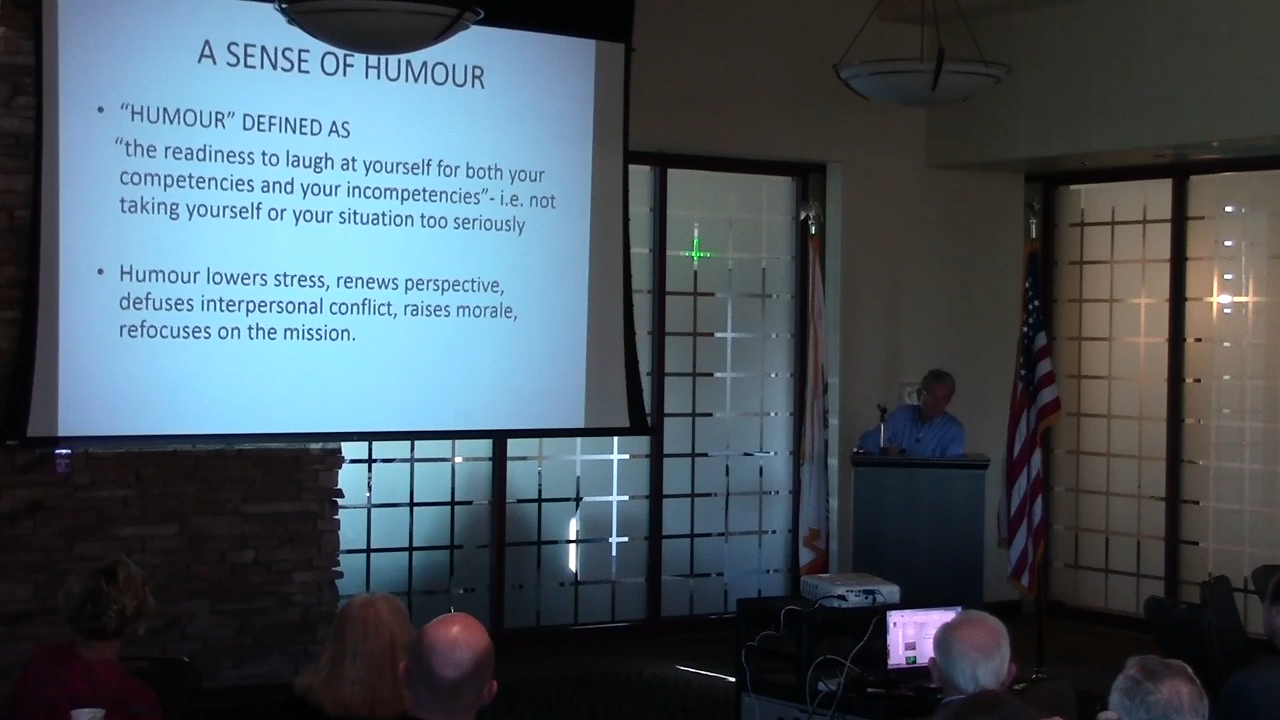 A SENSE OF HUMOUR
• “HUMOUR” DEFINED AS
“the readiness to laugh at yourself for both your
competencies and your incompetencies”- i.e. not
taking yourself or your situation too seriously
• Humour lowers stress, renews perspective,
defuses interpersonal conflict, raises morale,
refocuses on the mission.